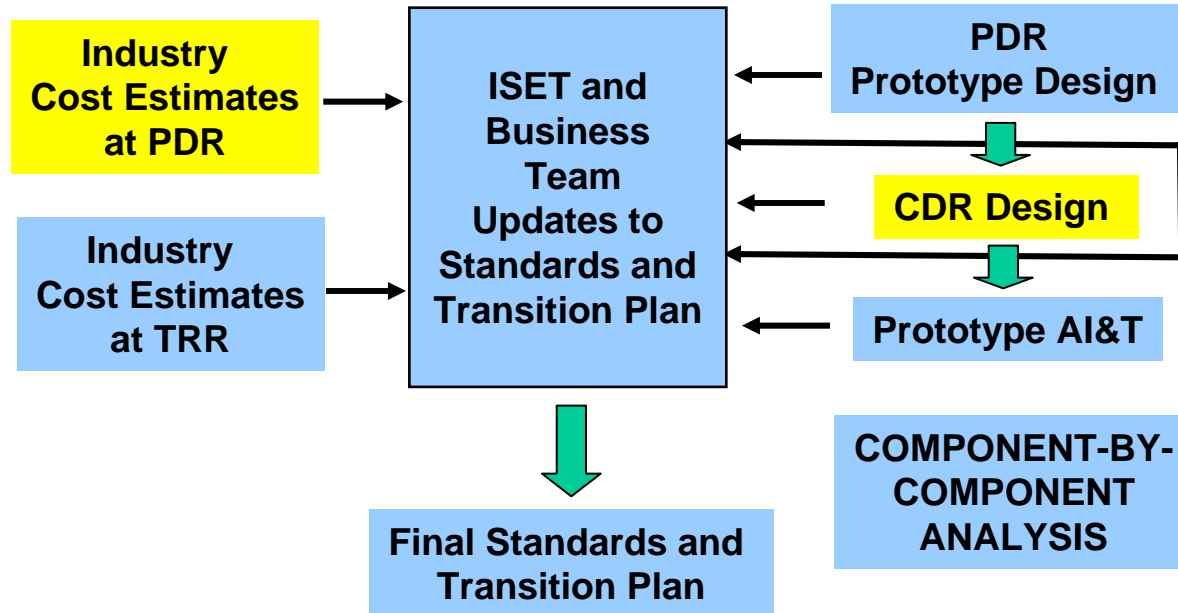 Industry
Cost Estimates
at PDR
Industry
Cost Estimates
at TRR
ISET and
Business
Team
Updates to
Standards and
Transition Plan
PDR
Prototype Design
CDR Design
Prototype AI&T
COMPONENT-BY-
COMPONENT
ANALYSIS
Final Standards and
Transition Plan